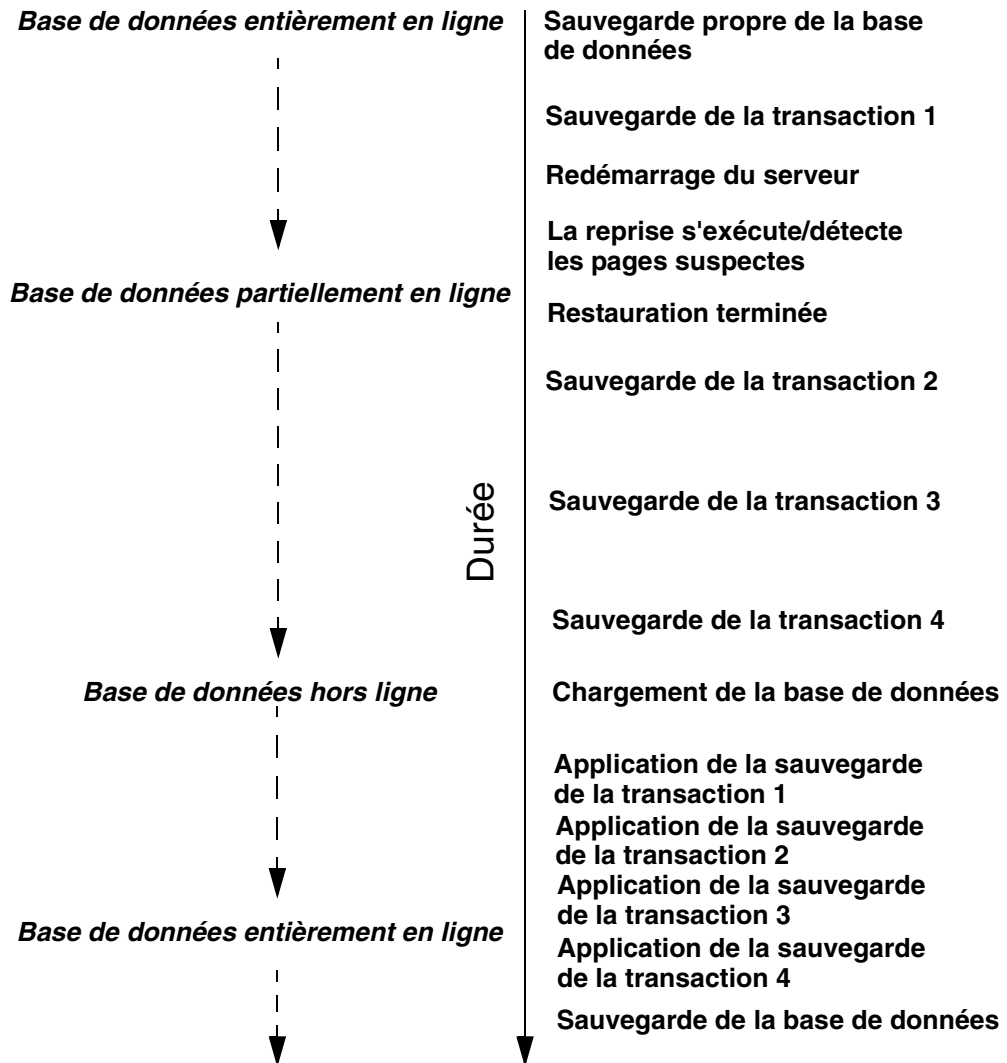 Base de données entièrement en ligne
Sauvegarde propre de la base
de données
Sauvegarde de la transaction 1
Redémarrage du serveur
La reprise s'exécute/détecte
les pages suspectes
Base de données partiellement en ligne
Restauration terminée
Sauvegarde de la transaction 2
Durée
Sauvegarde de la transaction 3
Sauvegarde de la transaction 4
Base de données hors ligne
Chargement de la base de données
Application de la sauvegarde
de la transaction 1
Application de la sauvegarde
de la transaction 2
Application de la sauvegarde
de la transaction 3
Base de données entièrement en ligne
Application de la sauvegarde
de la transaction 4
Sauvegarde de la base de données